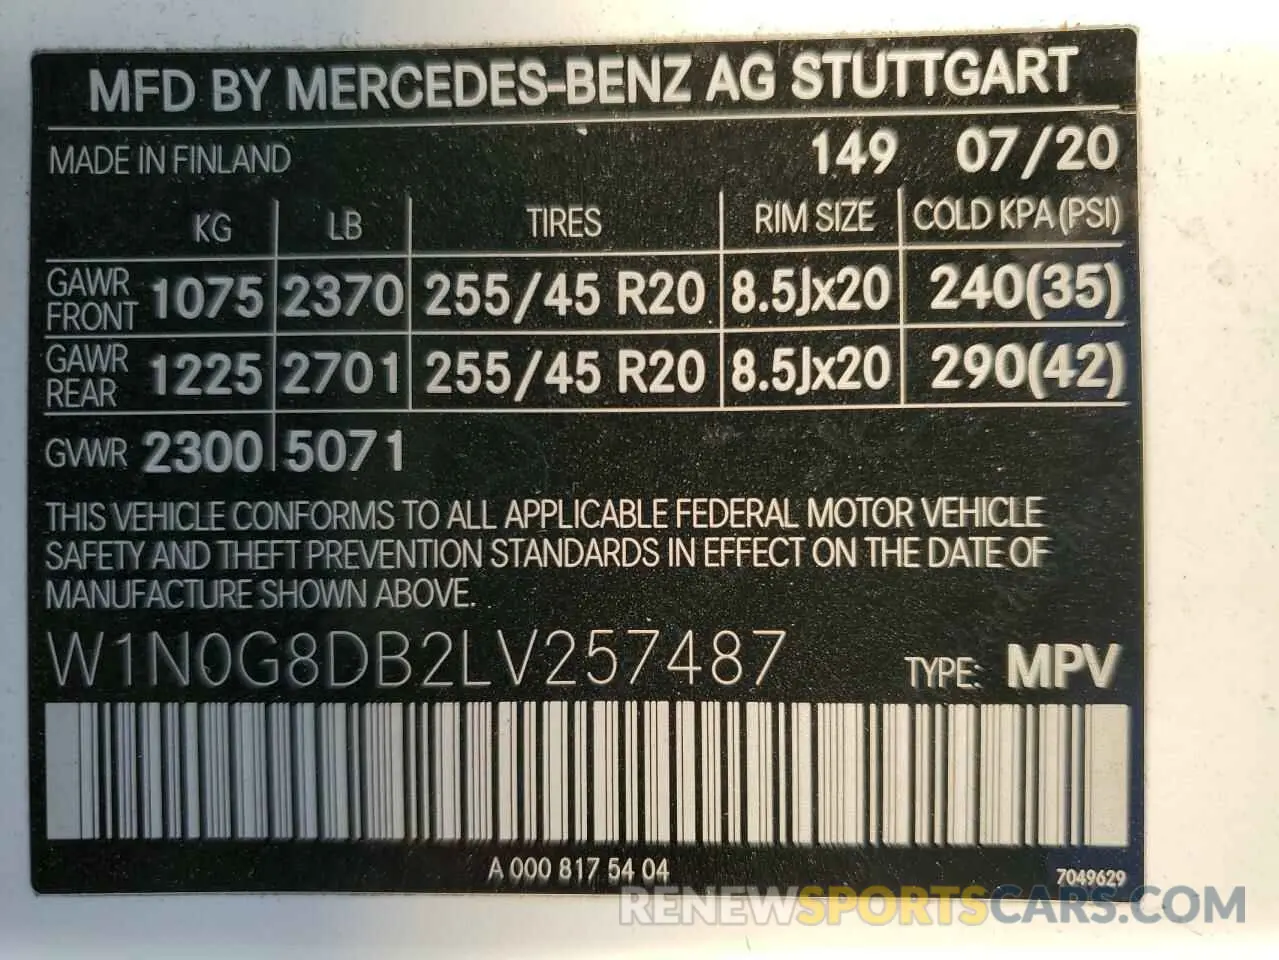 MFD BY MERCEDES-BENZ AG STUTTGART
MADE IN FINLAND 149 07/20
KG LB TIRES RIM SIZE COLD KPA (PSI)
GAWR FRONT 1075 2370 255/45 R20 8.5Jx20 240(35)
GAWR REAR 1225 2701 255/45 R20 8.5Jx20 290(42)
GVWR 2300 5071
THIS VEHICLE CONFORMS TO ALL APPLICABLE FEDERAL MOTOR VEHICLE
SAFETY AND THEFT PREVENTION STANDARDS IN EFFECT ON THE DATE OF
MANUFACTURE SHOWN ABOVE.
W1N0G8DB2LV257487 TYPE: MPV
A 000 817 54 04 7049629
RENEWSPORTSCARS.COM